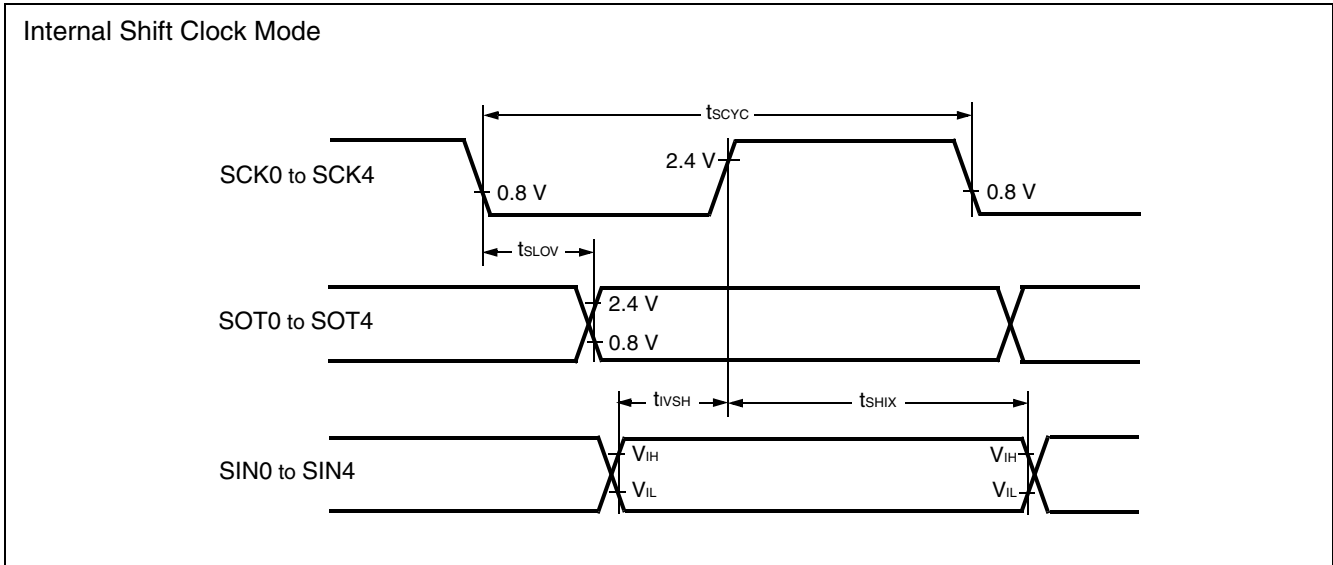 Internal Shift Clock Mode
tSCYC
SCK0 to SCK4
2.4 V
0.8 V
0.8 V
tSLOV
SOT0 to SOT4
2.4 V
0.8 V
tIVSH
tSHIX
SIN0 to SIN4
VIH
VIH
VIL
VIL